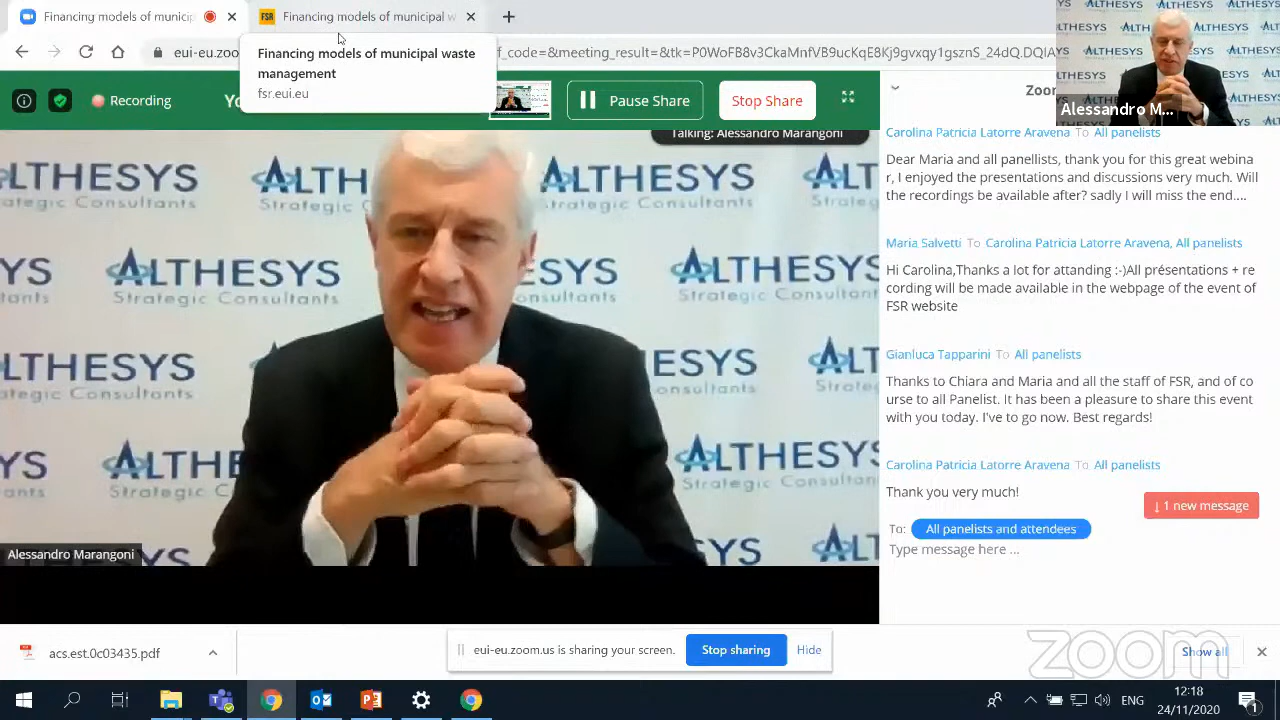 Financing models of municip
FSR
Financing models of municipal w
eui-eu.zoo
f_code=&meeting_result=&tk=P0WoFB8v3CkaMnfVB9ucKqE8Kj9gvxqy1gsznS_24dQ.DQIA
Financing models of municipal waste
management
fsr.eui.eu
Recording
Yo
Pause Share
Stop Share
Zoom
Alessandro M...
Talking: Alessandro Marangoni
ALTHESYS
Strategic Consultants
Alessandro Marangoni
Carolina Patricia Latorre Aravena To All panelists
Dear Maria and all panellists, thank you for this great webina
r, I enjoyed the presentations and discussions very much. Will
the recordings be available after? sadly I will miss the end....
Maria Salvetti To Carolina Patricia Latorre Aravena, All panelists
Hi Carolina,Thanks a lot for attanding :-)All présentations + re
cording will be made available in the webpage of the event of
FSR website
Gianluca Tapparini To All panelists
Thanks to Chiara and Maria and all the staff of FSR, and of co
urse to all Panelist. It has been a pleasure to share this event
with you today. I've to go now. Best regards!
Carolina Patricia Latorre Aravena To All panelists
Thank you very much!
↓ 1 new message
To: All panelists and attendees
Type message here ...
acs.est.0c03435.pdf
eui-eu.zoom.us is sharing your screen.
Stop sharing
Hide
Show all
zoom
ENG
12:18
24/11/2020
1